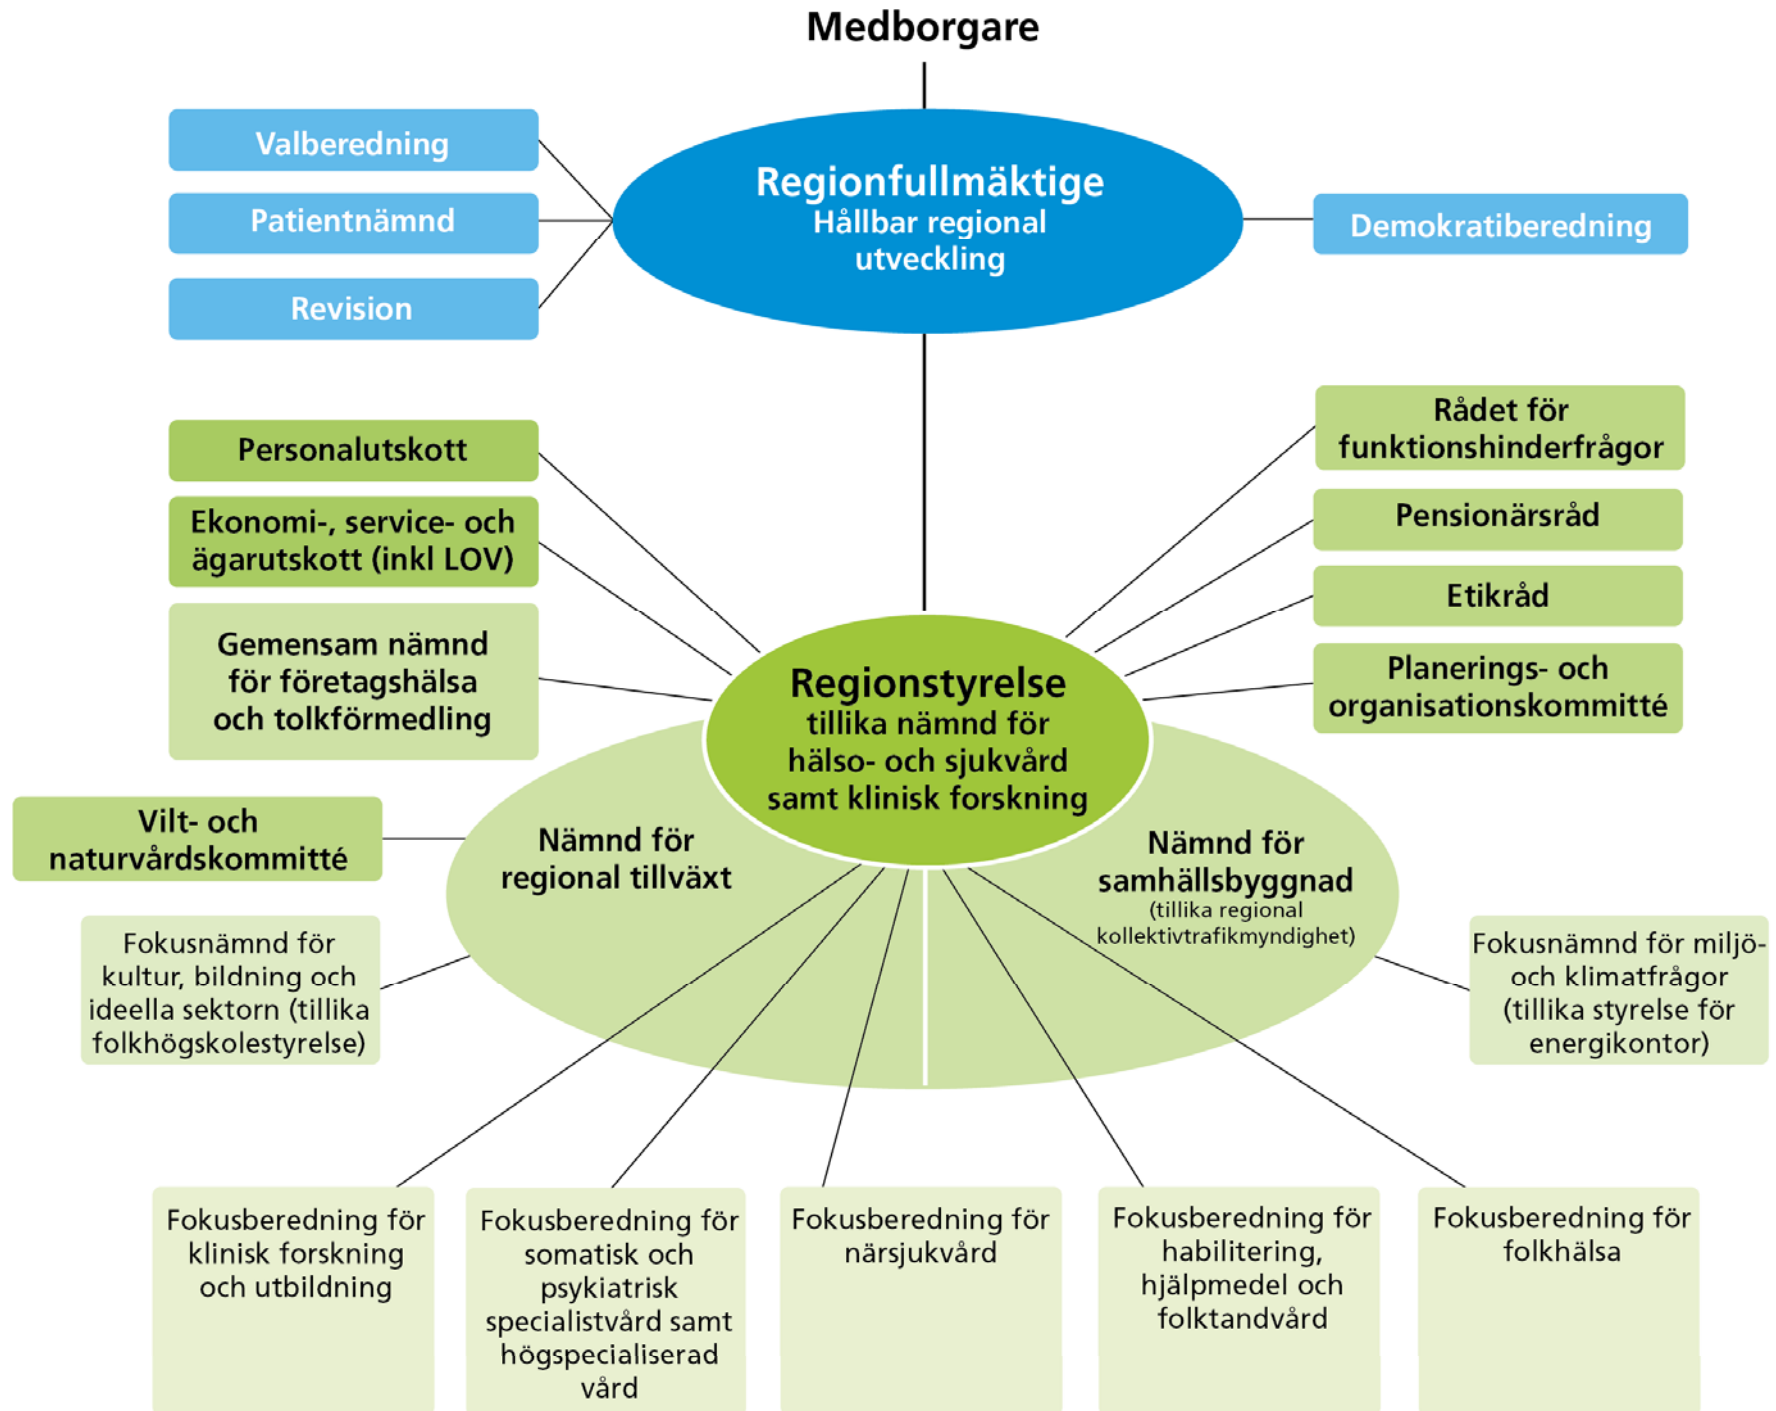 Medborgare
Valberedning
Patientnämnd
Revision
Regionfullmäktige
Hållbar regional
utveckling
Demokratiberedning
Personalutskott
Ekonomi-, service- och
ägarutskott (inkl LOV)
Gemensam nämnd
för företagshälsa
och tolkförmedling
Rådet för
funktionshinderfrågor
Pensionärsråd
Etikråd
Planerings- och
organisationskommitté
Regionstyrelse
tillika nämnd för
hälso- och sjukvård
samt klinisk forskning
Vilt- och
naturvårdskommitté
Nämnd för
regional tillväxt
Nämnd för
samhällsbyggnad
(tillika regional
kollektivtrafikmyndighet)
Fokusnämnd för
kultur, bildning och
ideella sektorn (tillika
folkhögskolestyrelse)
Fokusnämnd för miljö-
och klimatfrågor
(tillika styrelse för
energikontor)
Fokusberedning för
klinisk forskning
och utbildning
Fokusberedning för
somatisk och
psykiatrisk
specialistvård samt
högspecialiserad
vård
Fokusberedning för
närsjukvård
Fokusberedning för
habilitering,
hjälpmedel och
folktandvård
Fokusberedning för
folkhälsa